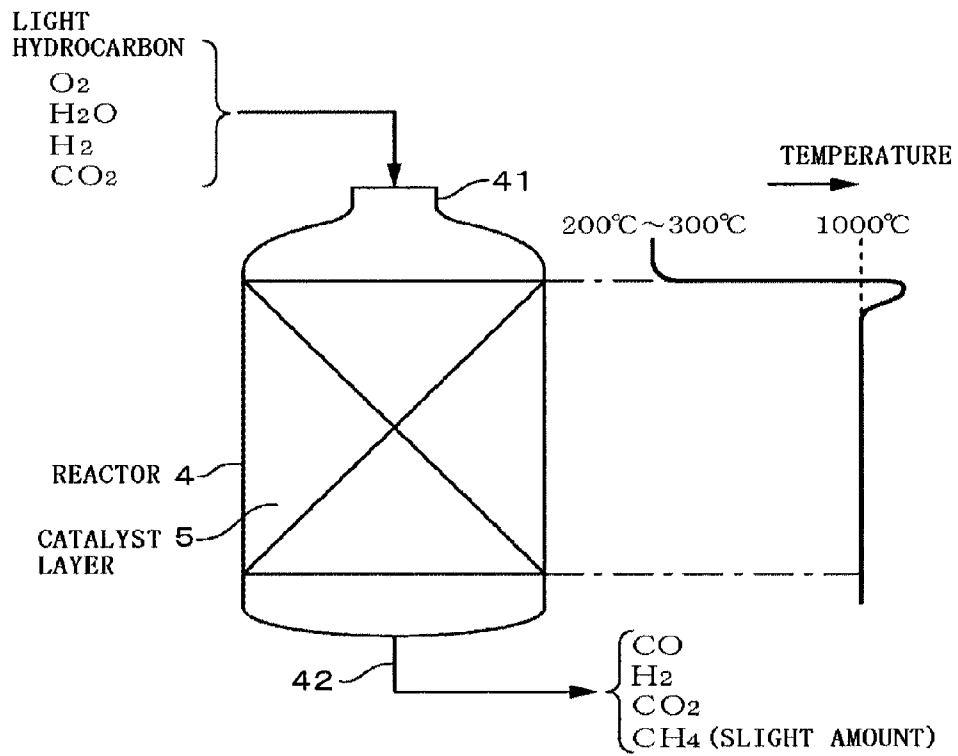 LIGHT
HYDROCARBON
O2
H2O
H2
CO2
41
TEMPERATURE
200℃~300℃
1000℃
REACTOR 4
CATALYST 5
LAYER
42
CO
H2
CO2
CH4 (SLIGHT AMOUNT)